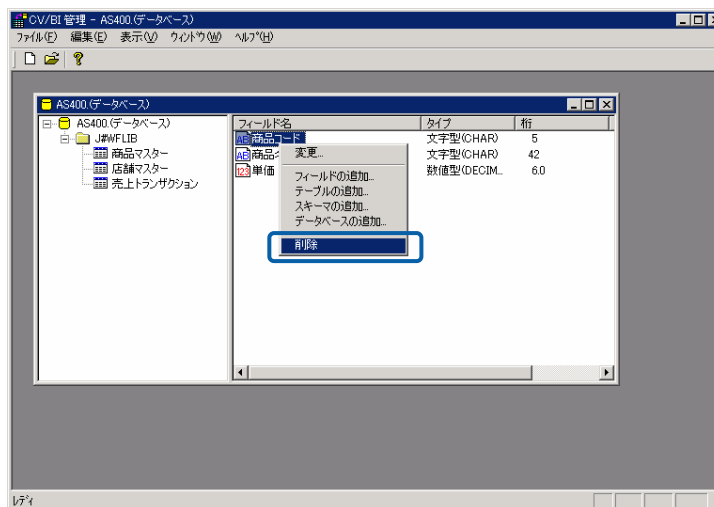 CV/BI 管理 - AS400.(データベース)
ファイル(F) 編集(E) 表示(V) ウィンドウ(W) ヘルプ(H)
AS400.(データベース)
AS400.(データベース)
J#WFLIB
商品マスター
店舗マスター
売上トランザクション
フィールド名 タイプ 桁
商品コード 文字型(CHAR) 5
商品 文字型(CHAR) 42
単価 数値型(DECIM... 6.0
変更...
フィールドの追加...
テーブルの追加...
スキーマの追加...
データベースの追加...
削除
レディ